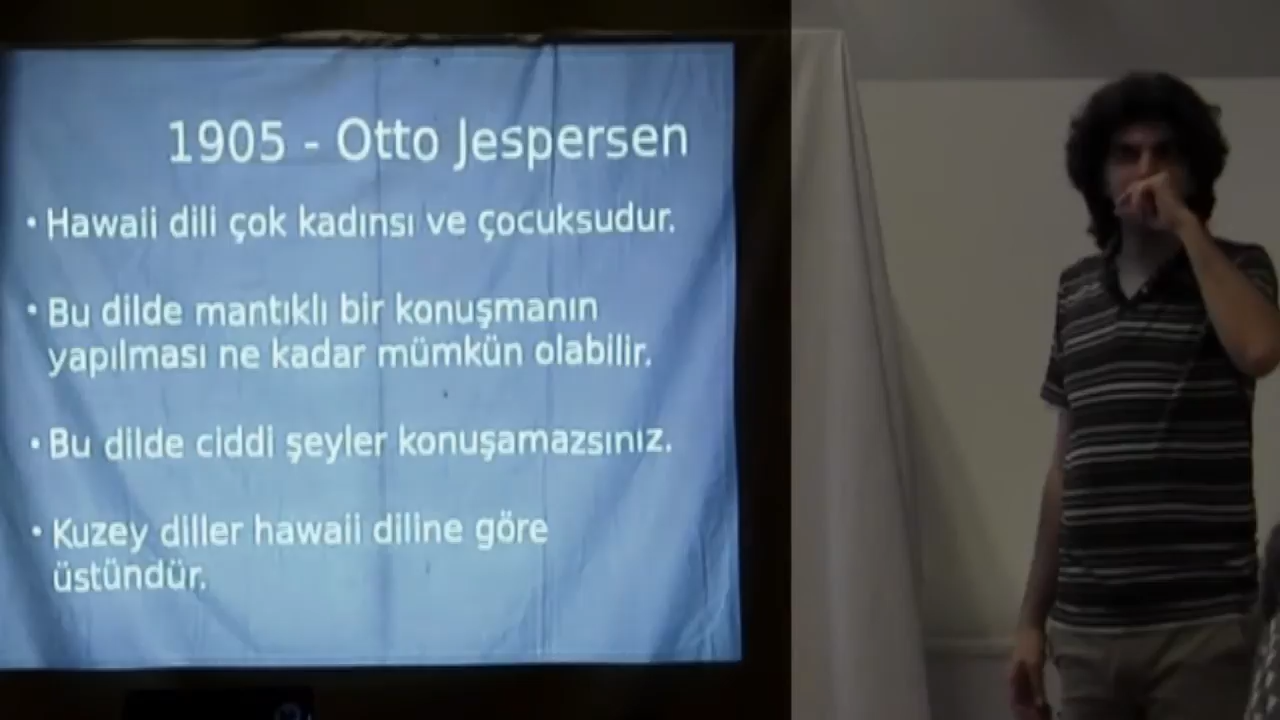 1905 - Otto Jespersen
• Hawaii dili çok kadınsı ve çocuksudur.
• Bu dilde mantıklı bir konuşmanın
yapılması ne kadar mümkün olabilir.
• Bu dilde ciddi şeyler konuşamazsınız.
• Kuzey diller hawaii diline göre
üstündür.